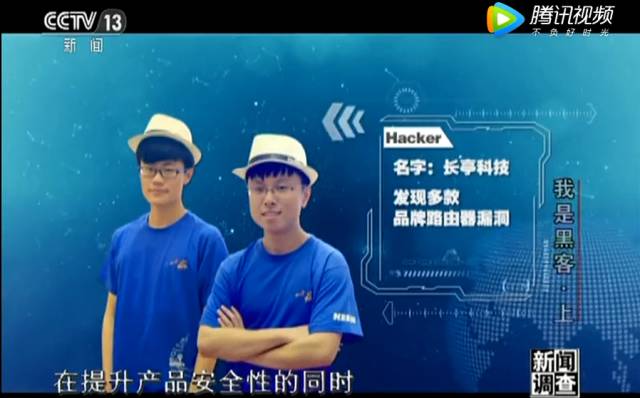 CCTV 13
新闻
腾讯视频
不负好时光
Hacker
名字：长亭科技
发现多款
品牌路由器漏洞
我是黑客·上
在提升产品安全性的同时
新闻
调查